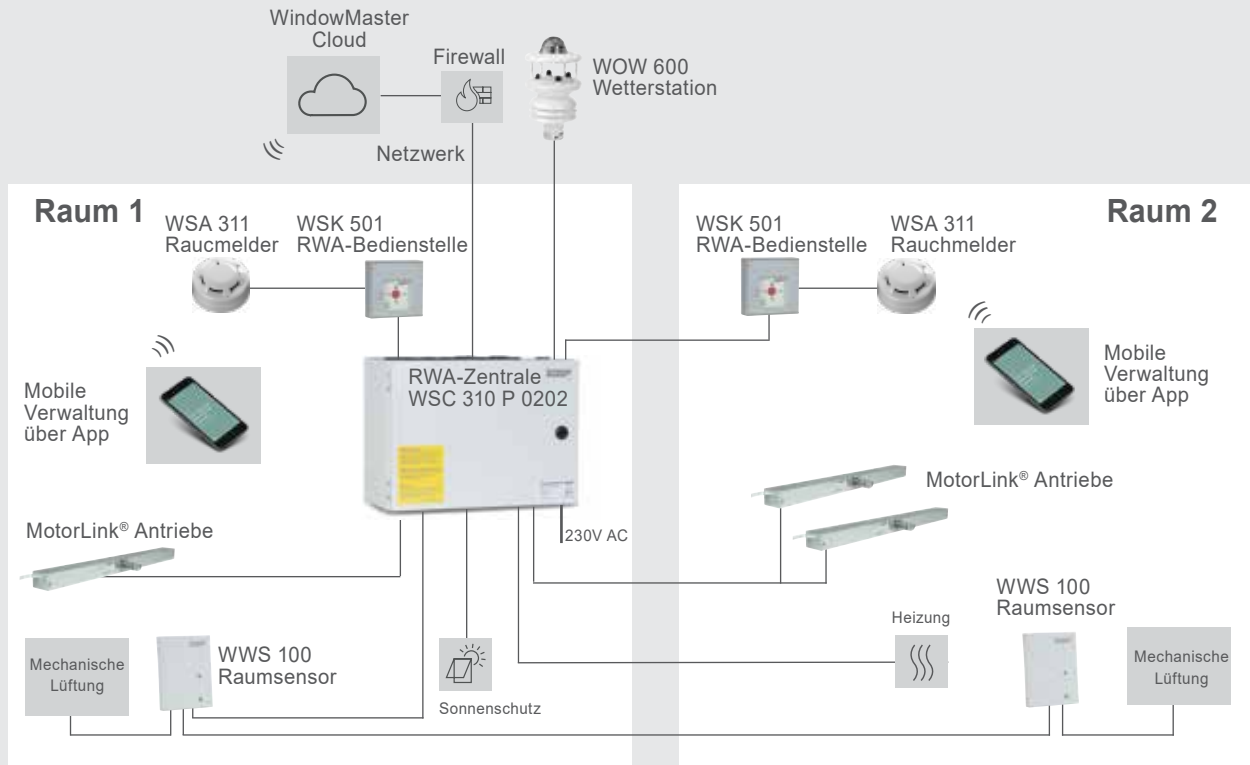 WindowMaster
Cloud
Firewall
WOW 600
Wetterstation
Netzwerk
Raum 1
WSA 311
Raucmelder
WSK 501
RWA-Bedienstelle
Mobile
Verwaltung
über App
RWA-Zentrale
WSC 310 P 0202
230V AC
MotorLink® Antriebe
Mechanische
Lüftung
WWS 100
Raumsensor
Sonnenschutz
Raum 2
WSK 501
RWA-Bedienstelle
WSA 311
Rauchmelder
Mobile
Verwaltung
über App
MotorLink® Antriebe
Heizung
WWS 100
Raumsensor
Mechanische
Lüftung